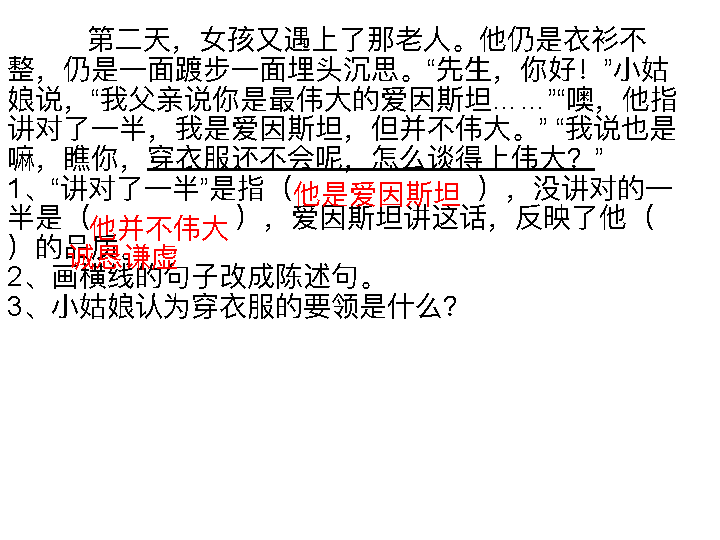 第二天，女孩又遇上了那老人。他仍是衣衫不
整，仍是一面踱步一面埋头沉思。“先生，你好！”小姑
娘说，“我父亲说你是最伟大的爱因斯坦……”“噢，他指
讲对了一半，我是爱因斯坦，但并不伟大。” “我说也是
嘛，瞧你，穿衣服还不会呢，怎么谈得上伟大？”
1、“讲对了一半”是指（他是爱因斯坦 ），没讲对的一
半是（他并不伟大 ），爱因斯坦讲这话，反映了他（
）的品质。
诚恳谦虚
2、画横线的句子改成陈述句。
3、小姑娘认为穿衣服的要领是什么？